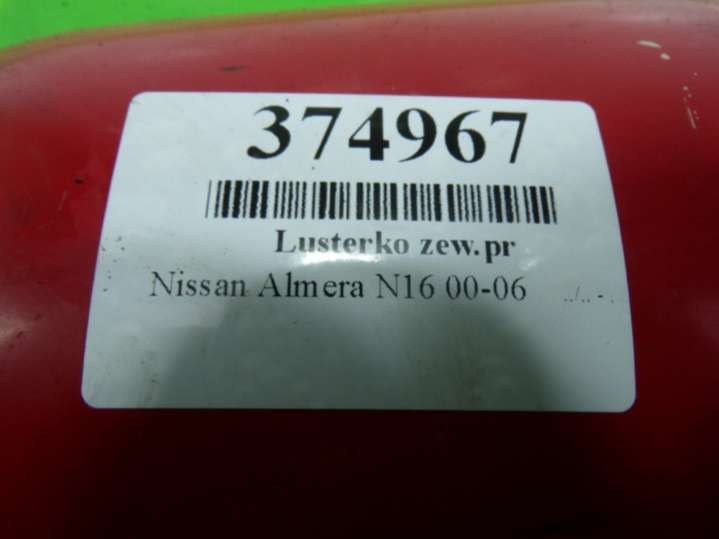 374967
Lusterko zew.pr
Nissan Almera N16 00-06 ../.. - ..